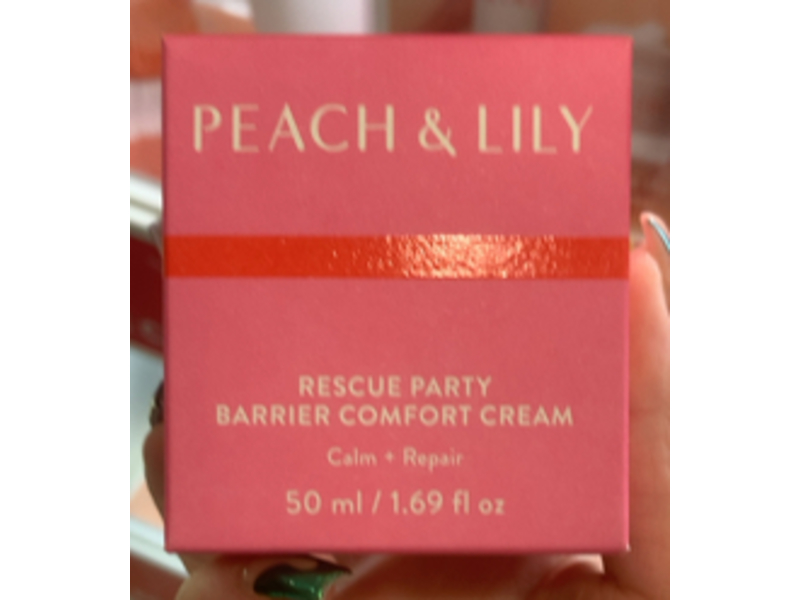 PEACH & LILY
RESCUE PARTY
BARRIER COMFORT CREAM
Calm + Repair
50 ml / 1.69 fl oz